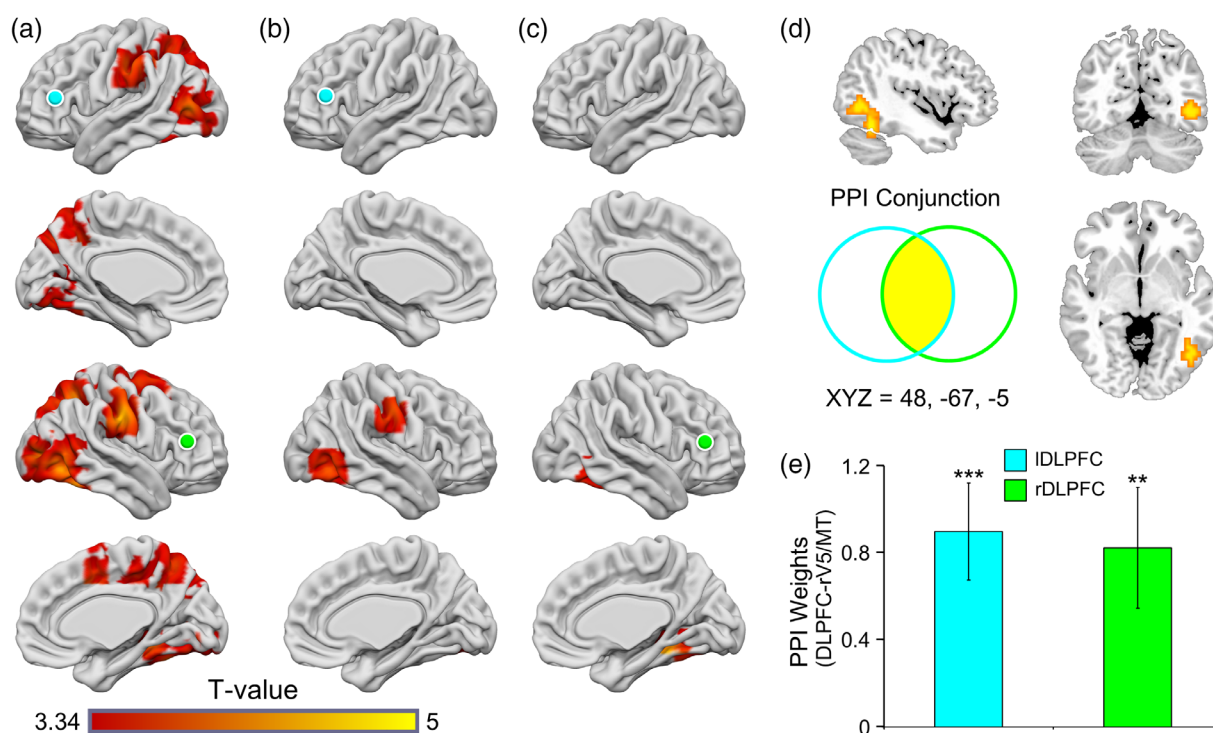 (a)
(b)
(c)
(d)
PPI Conjunction
XYZ = 48, -67, -5
T-value
3.34
5
(e)
lDLPFC
rDLPFC
PPI Weights
(DLPFC-rV5/MT)
1.2
0.8
0.4
0
***
**